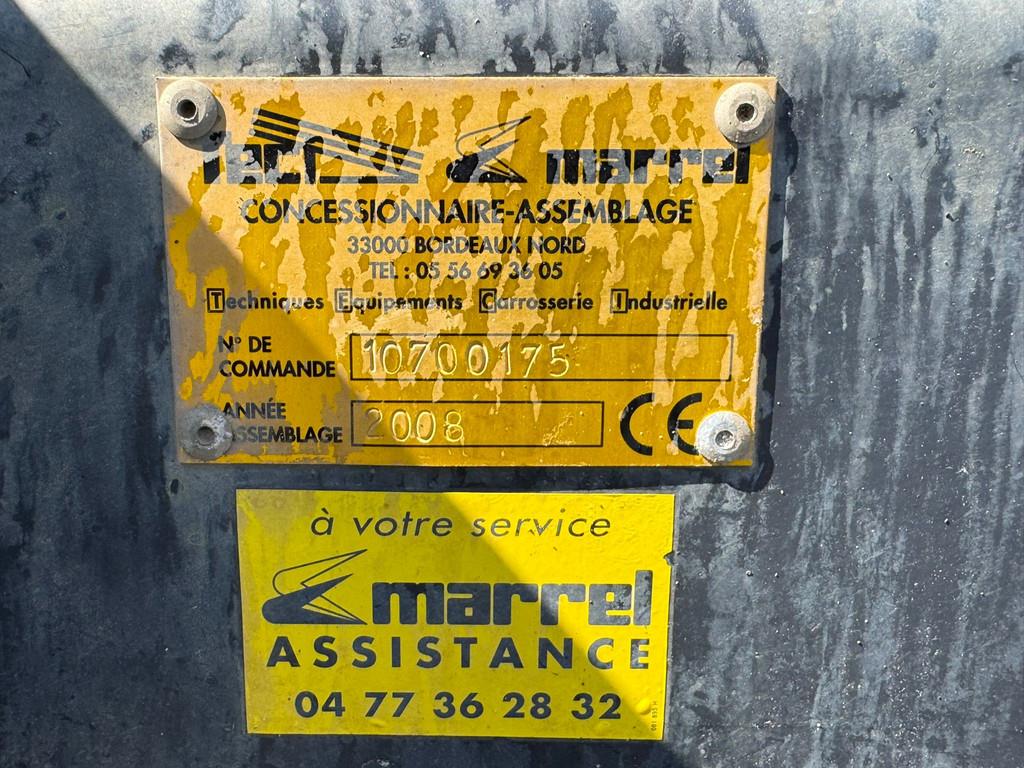 teci marrel
CONCESSIONNAIRE-ASSEMBLAGE
33000 BORDEAUX NORD
TEL : 05 56 69 36 05
Techniques Equipements Carrosserie Industrielle
N° DE COMMANDE 10700175
ANNÉE ASSEMBLAGE 2008 CE
à votre service
marrel
ASSISTANCE
04 77 36 28 32